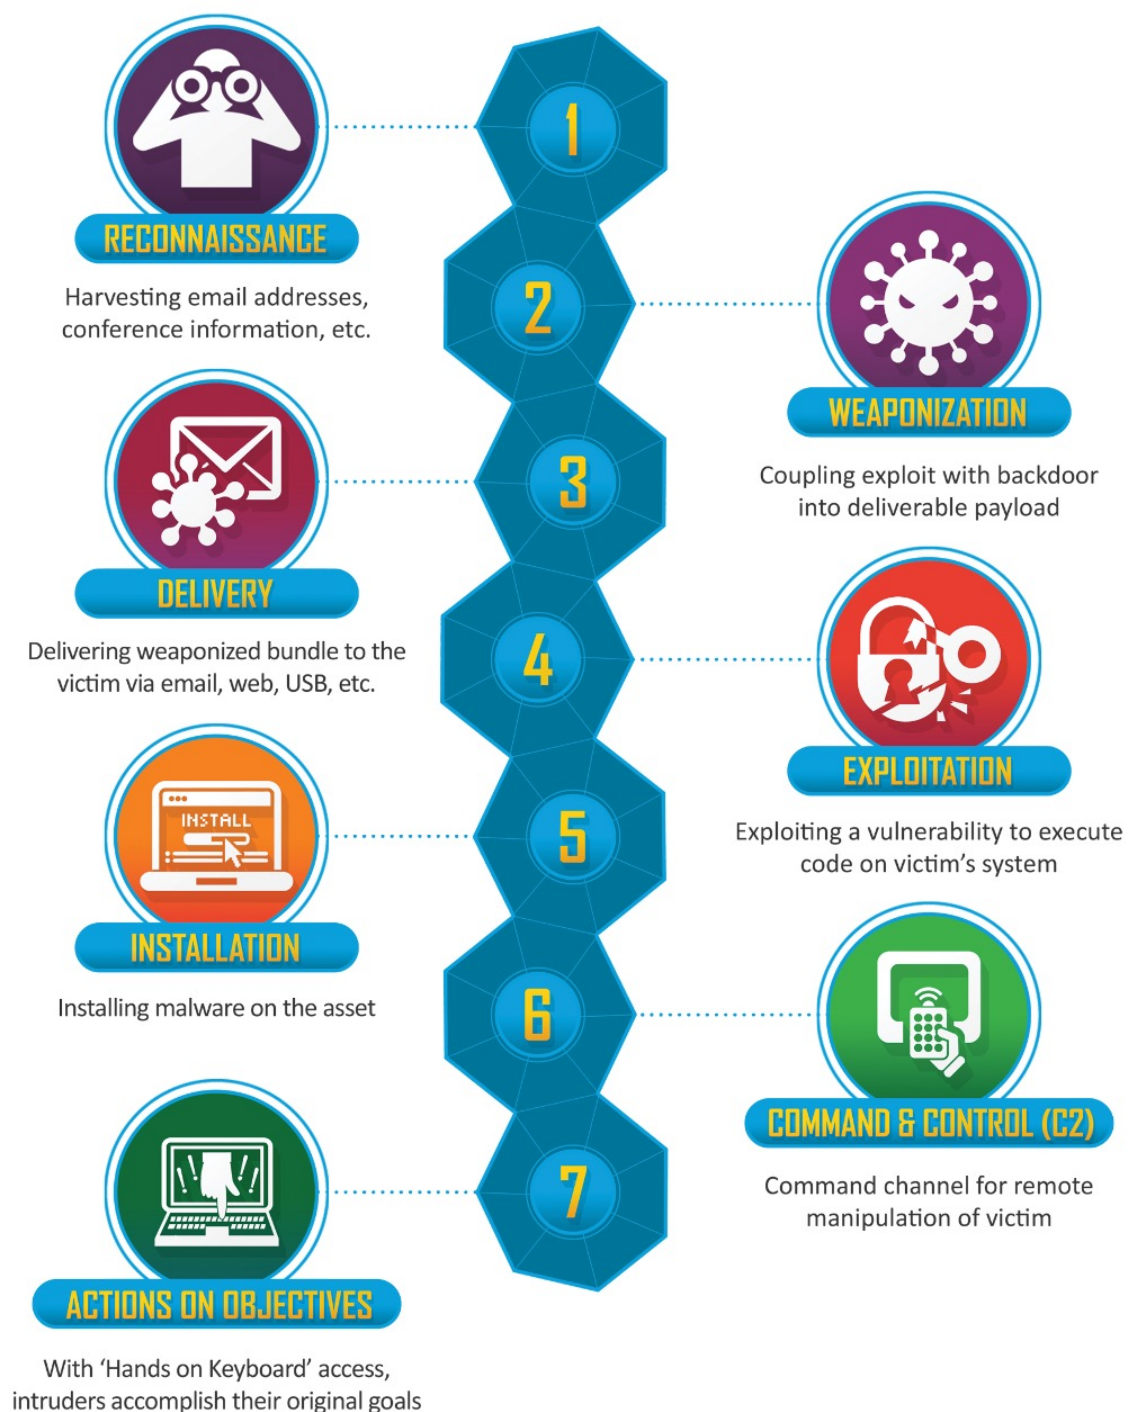 1
RECONNAISSANCE
Harvesting email addresses,
conference information, etc.
2
WEAPONIZATION
Coupling exploit with backdoor
into deliverable payload
3
DELIVERY
Delivering weaponized bundle to the
victim via email, web, USB, etc.
4
EXPLOITATION
Exploiting a vulnerability to execute
code on victim’s system
5
INSTALL
INSTALLATION
Installing malware on the asset
6
COMMAND & CONTROL (C2)
Command channel for remote
manipulation of victim
7
ACTIONS ON OBJECTIVES
With ‘Hands on Keyboard’ access,
intruders accomplish their original goals